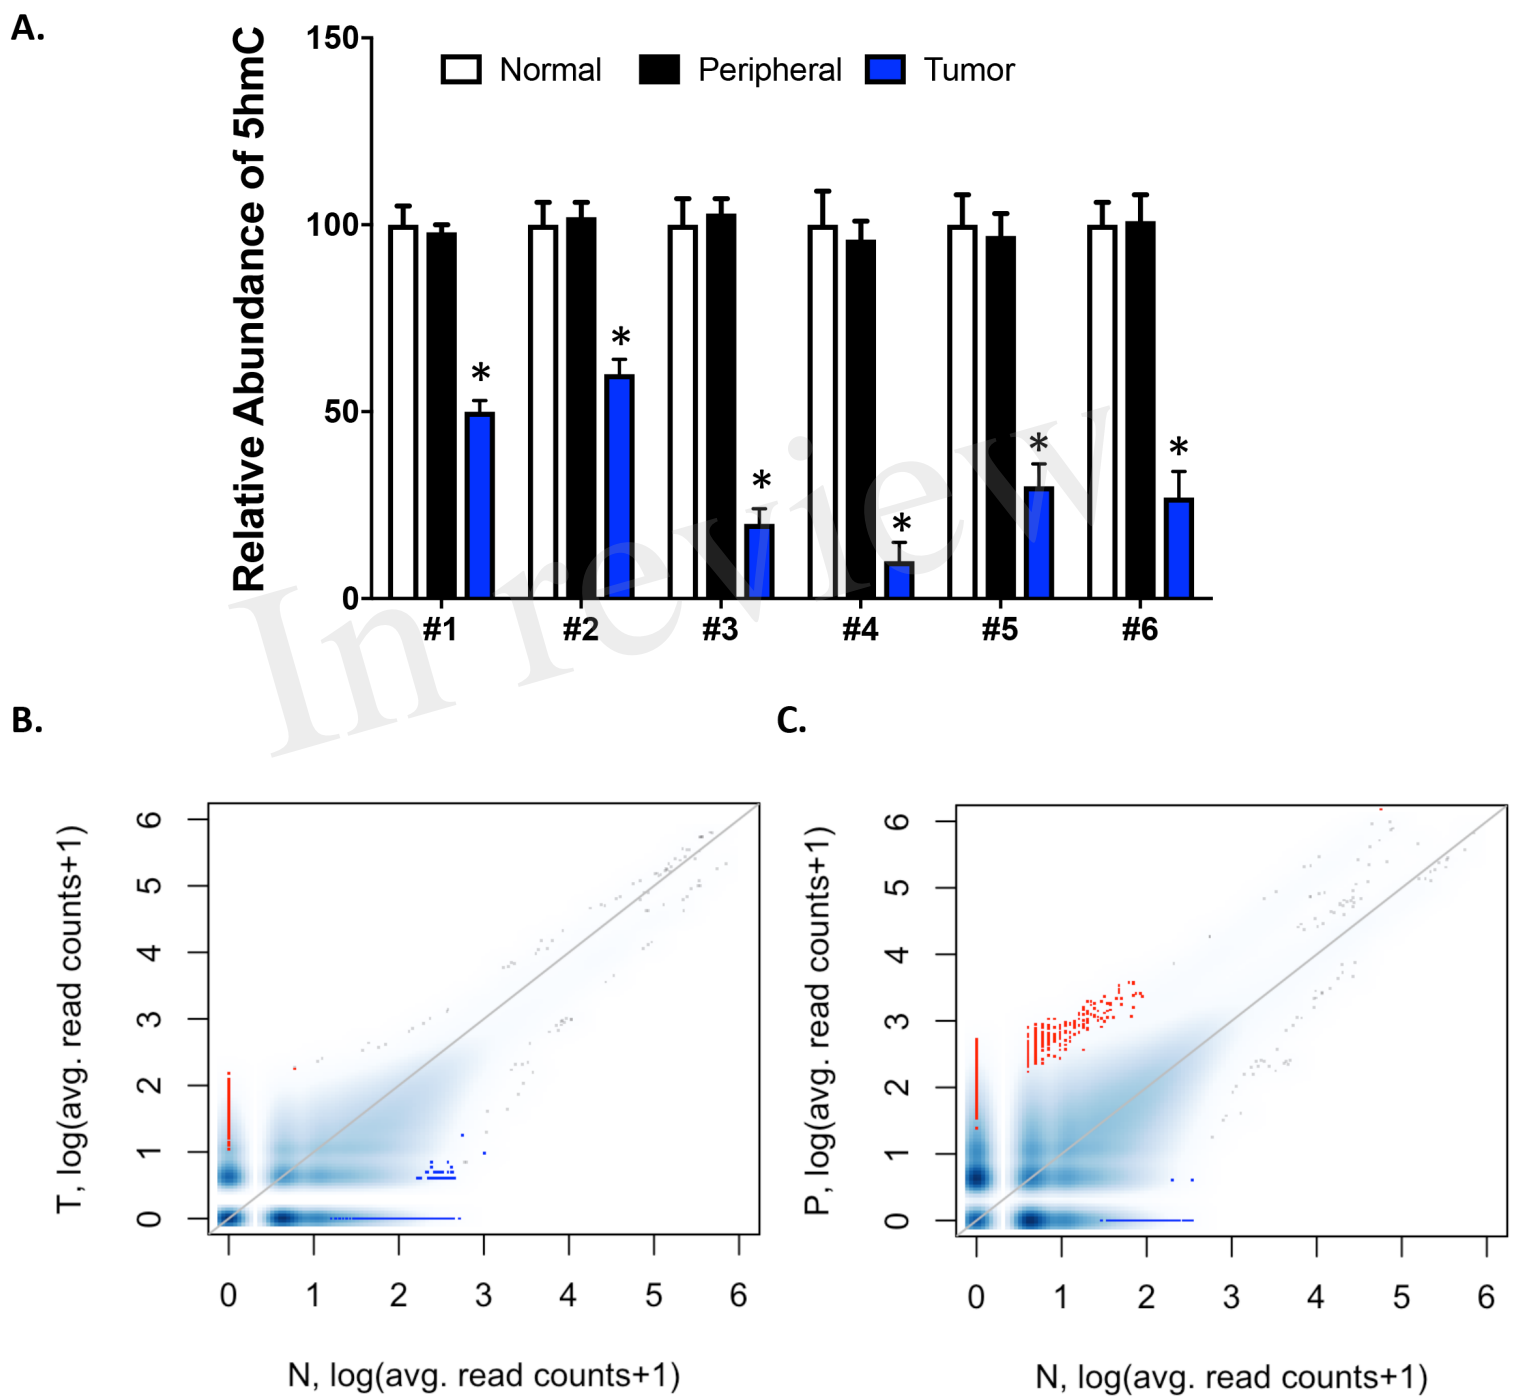 A.
Relative Abundance of 5hmC
150
100
50
0
Normal Peripheral Tumor
* * * * * *
#1 #2 #3 #4 #5 #6
In review
B.
T, log(avg. read counts+1)
6
5
4
3
2
1
0
0 1 2 3 4 5 6
N, log(avg. read counts+1)
C.
P, log(avg. read counts+1)
6
5
4
3
2
1
0
0 1 2 3 4 5 6
N, log(avg. read counts+1)